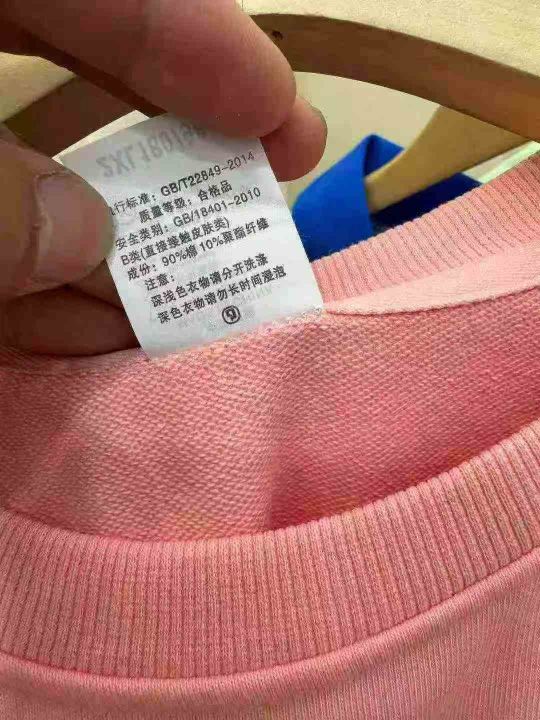 行标准：GB/T22849-2014
质量等级：合格品
安全类别：GB/18401-2010
B类(直接接触皮肤类)
成份：90%棉 10%聚酯纤维
注意：
深浅色衣物请分开洗涤
深色衣物请勿长时间浸泡